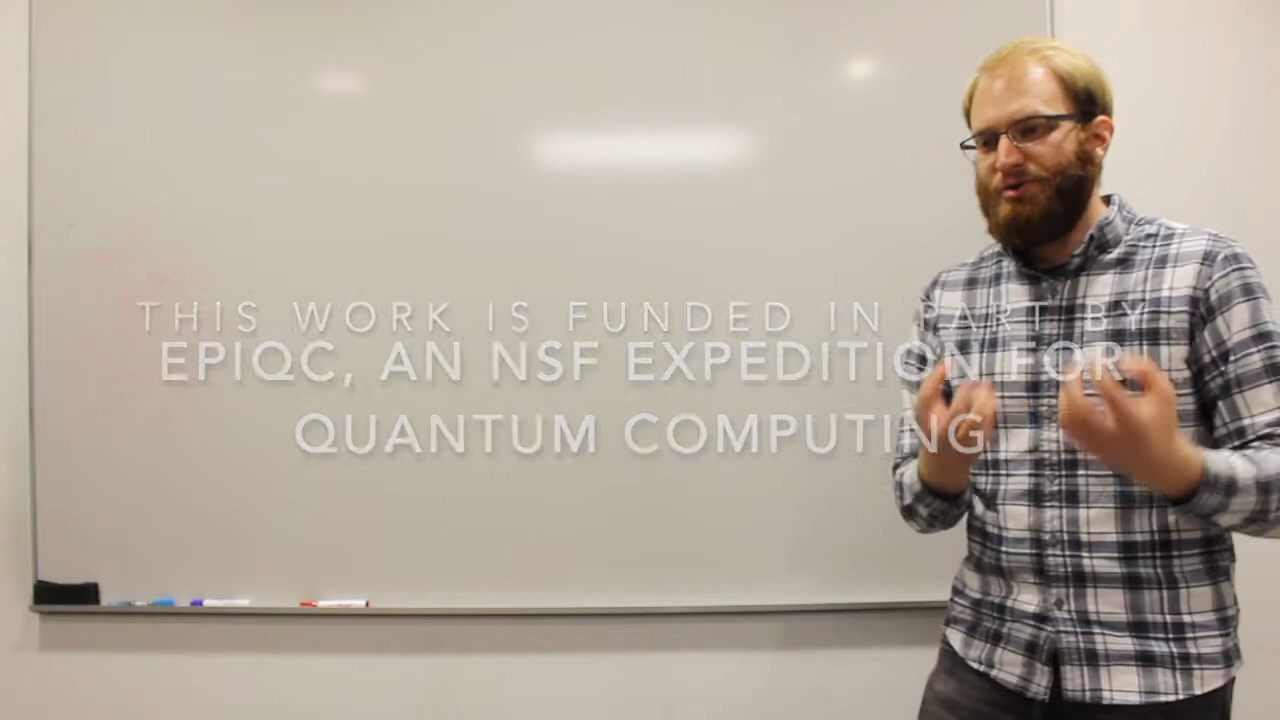 THIS WORK IS FUNDED IN PART BY
EPIQC, AN NSF EXPEDITION FOR
QUANTUM COMPUTING